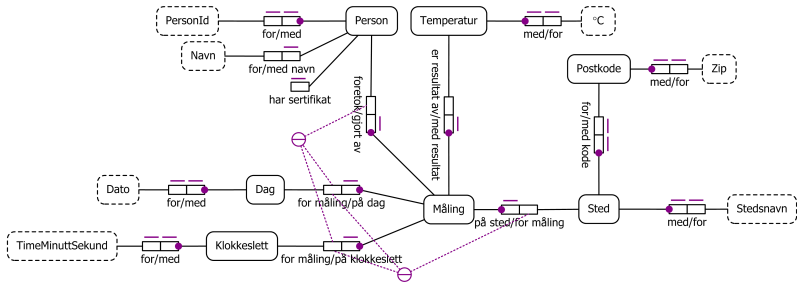 PersonId
for/med
Person
Temperatur
med/for
°C
Navn
for/med navn
har sertifikat
foretok/gjort av
er resultat av/med resultat
Postkode
med/for
Zip
for/med kode
Dato
for/med
Dag
for måling/på dag
Måling
på sted/for måling
Sted
med/for
Stedsnavn
TimeMinuttSekund
for/med
Klokkeslett
for måling/på klokkeslett